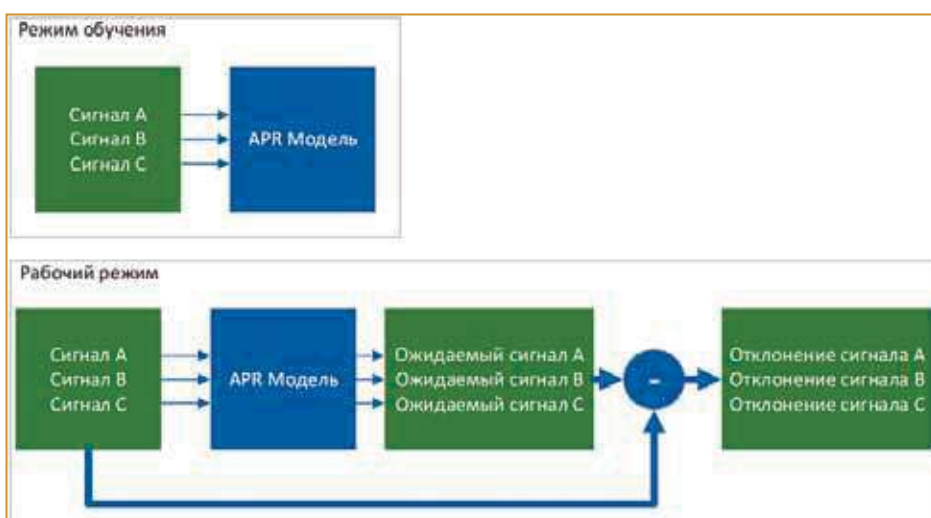 Режим обучения
Сигнал A
Сигнал B
Сигнал C
APR Модель
Рабочий режим
Сигнал A
Сигнал B
Сигнал C
APR Модель
Ожидаемый сигнал A
Ожидаемый сигнал B
Ожидаемый сигнал C
-
Отклонение сигнала A
Отклонение сигнала B
Отклонение сигнала C